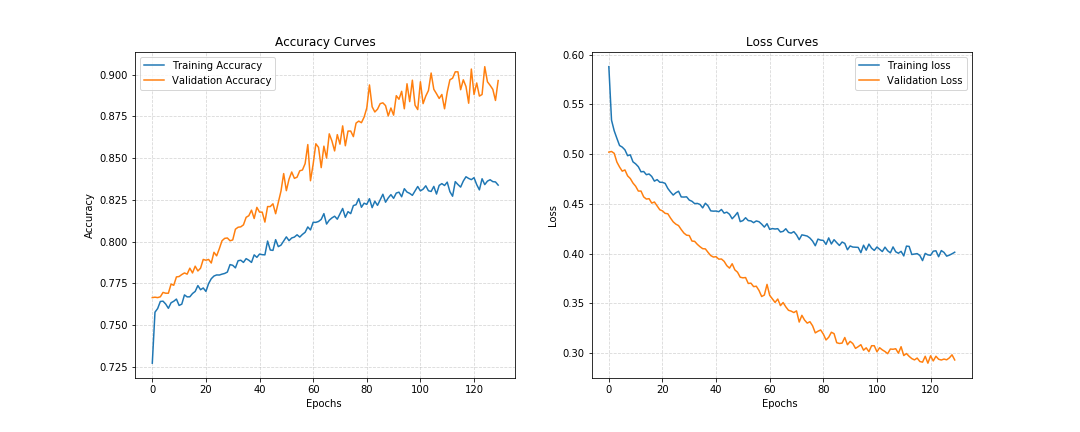 Accuracy Curves
Training Accuracy
Validation Accuracy
0.900
0.875
0.850
0.825
0.800
0.775
0.750
0.725
Accuracy
0 20 40 60 80 100 120
Epochs
Loss Curves
Training loss
Validation Loss
0.60
0.55
0.50
0.45
0.40
0.35
0.30
Loss
0 20 40 60 80 100 120
Epochs